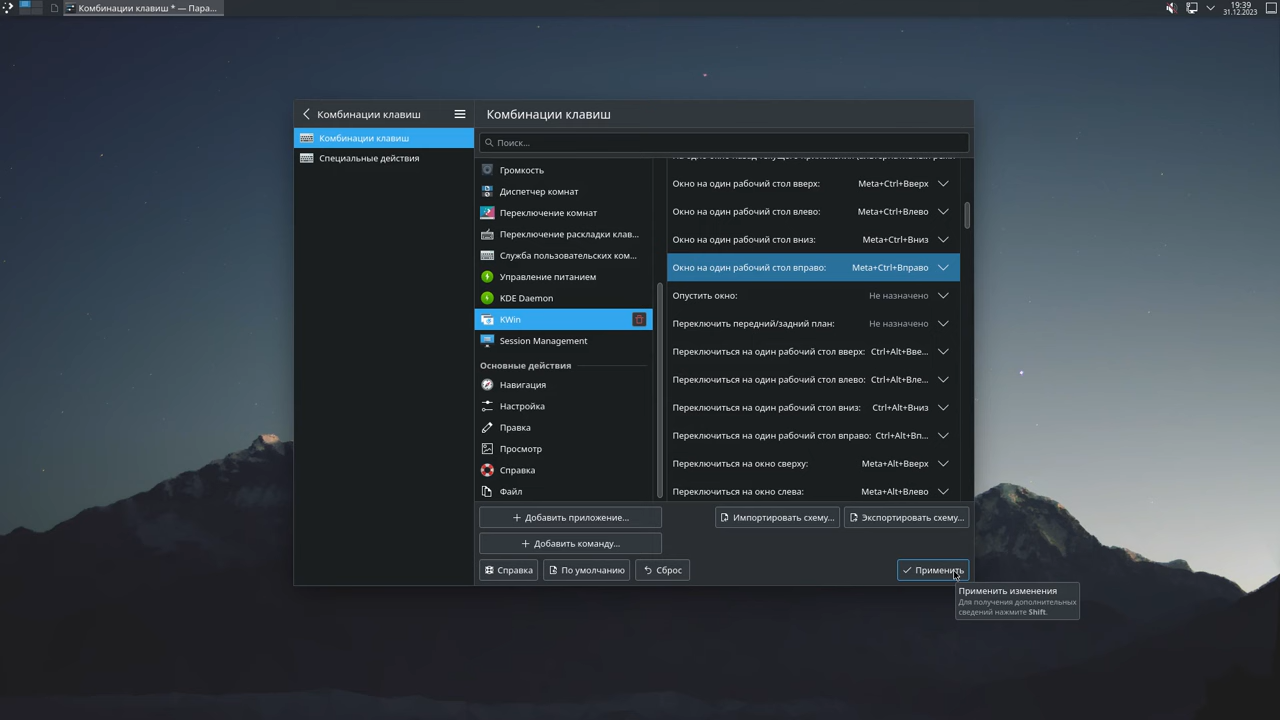 Комбинации клавиш * — Пара...
19:39
31.12.2023
Комбинации клавиш
Комбинации клавиш
Специальные действия
Комбинации клавиш
Поиск...
Громкость
Диспетчер комнат
Переключение комнат
Переключение раскладки клав...
Служба пользовательских ком...
Управление питанием
KDE Daemon
KWin
Session Management
Основные действия
Навигация
Настройка
Правка
Просмотр
Справка
Файл
Окно на один рабочий стол вверх: Meta+Ctrl+Вверх
Окно на один рабочий стол влево: Meta+Ctrl+Влево
Окно на один рабочий стол вниз: Meta+Ctrl+Вниз
Окно на один рабочий стол вправо: Meta+Ctrl+Вправо
Опустить окно: Не назначено
Переключить передний/задний план: Не назначено
Переключиться на один рабочий стол вверх: Ctrl+Alt+Вве...
Переключиться на один рабочий стол влево: Ctrl+Alt+Вле...
Переключиться на один рабочий стол вниз: Ctrl+Alt+Вниз
Переключиться на один рабочий стол вправо: Ctrl+Alt+Вп...
Переключиться на окно сверху: Meta+Alt+Вверх
Переключиться на окно слева: Meta+Alt+Влево
Добавить приложение...
Импортировать схему...
Экспортировать схему...
Добавить команду...
Справка
По умолчанию
Сброс
Применить
Применить изменения
Для получения дополнительных
сведений нажмите Shift.